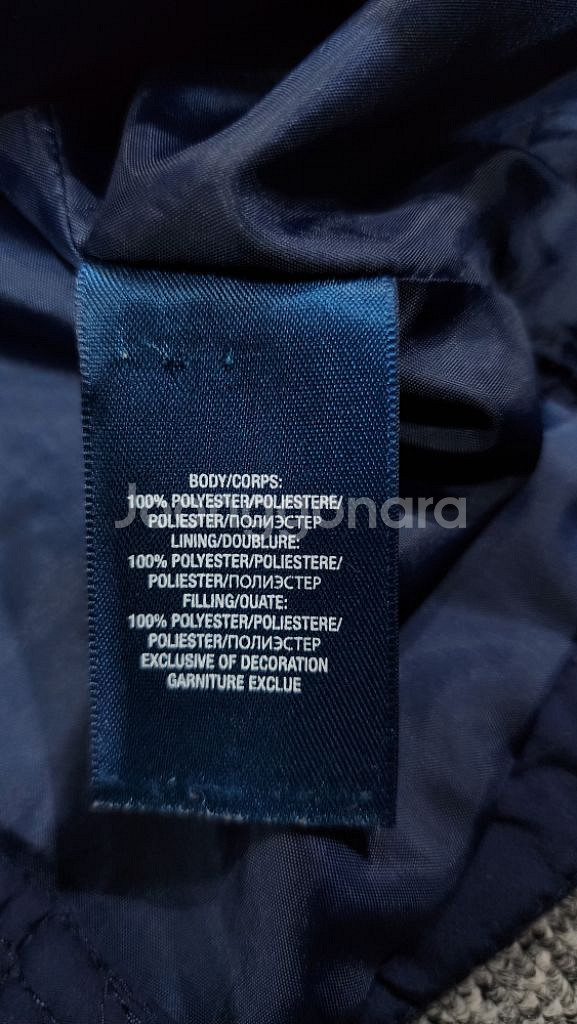 BODY/CORPS:
100% POLYESTER/POLIESTERE/
POLIESTER/ПОЛИЭСТЕР
LINING/DOUBLURE:
100% POLYESTER/POLIESTERE/
POLIESTER/ПОЛИЭСТЕР
FILLING/OUATE:
100% POLYESTER/POLIESTERE/
POLIESTER/ПОЛИЭСТЕР
EXCLUSIVE OF DECORATION
GARNITURE EXCLUE